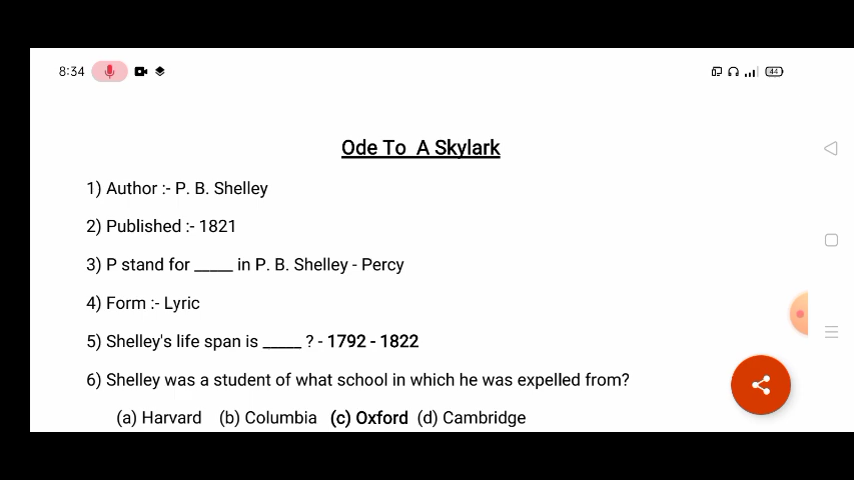 8:34
44
Ode To A Skylark
1) Author :- P. B. Shelley
2) Published :- 1821
3) P stand for _____ in P. B. Shelley - Percy
4) Form :- Lyric
5) Shelley's life span is _____ ? - 1792 - 1822
6) Shelley was a student of what school in which he was expelled from?
(a) Harvard (b) Columbia (c) Oxford (d) Cambridge